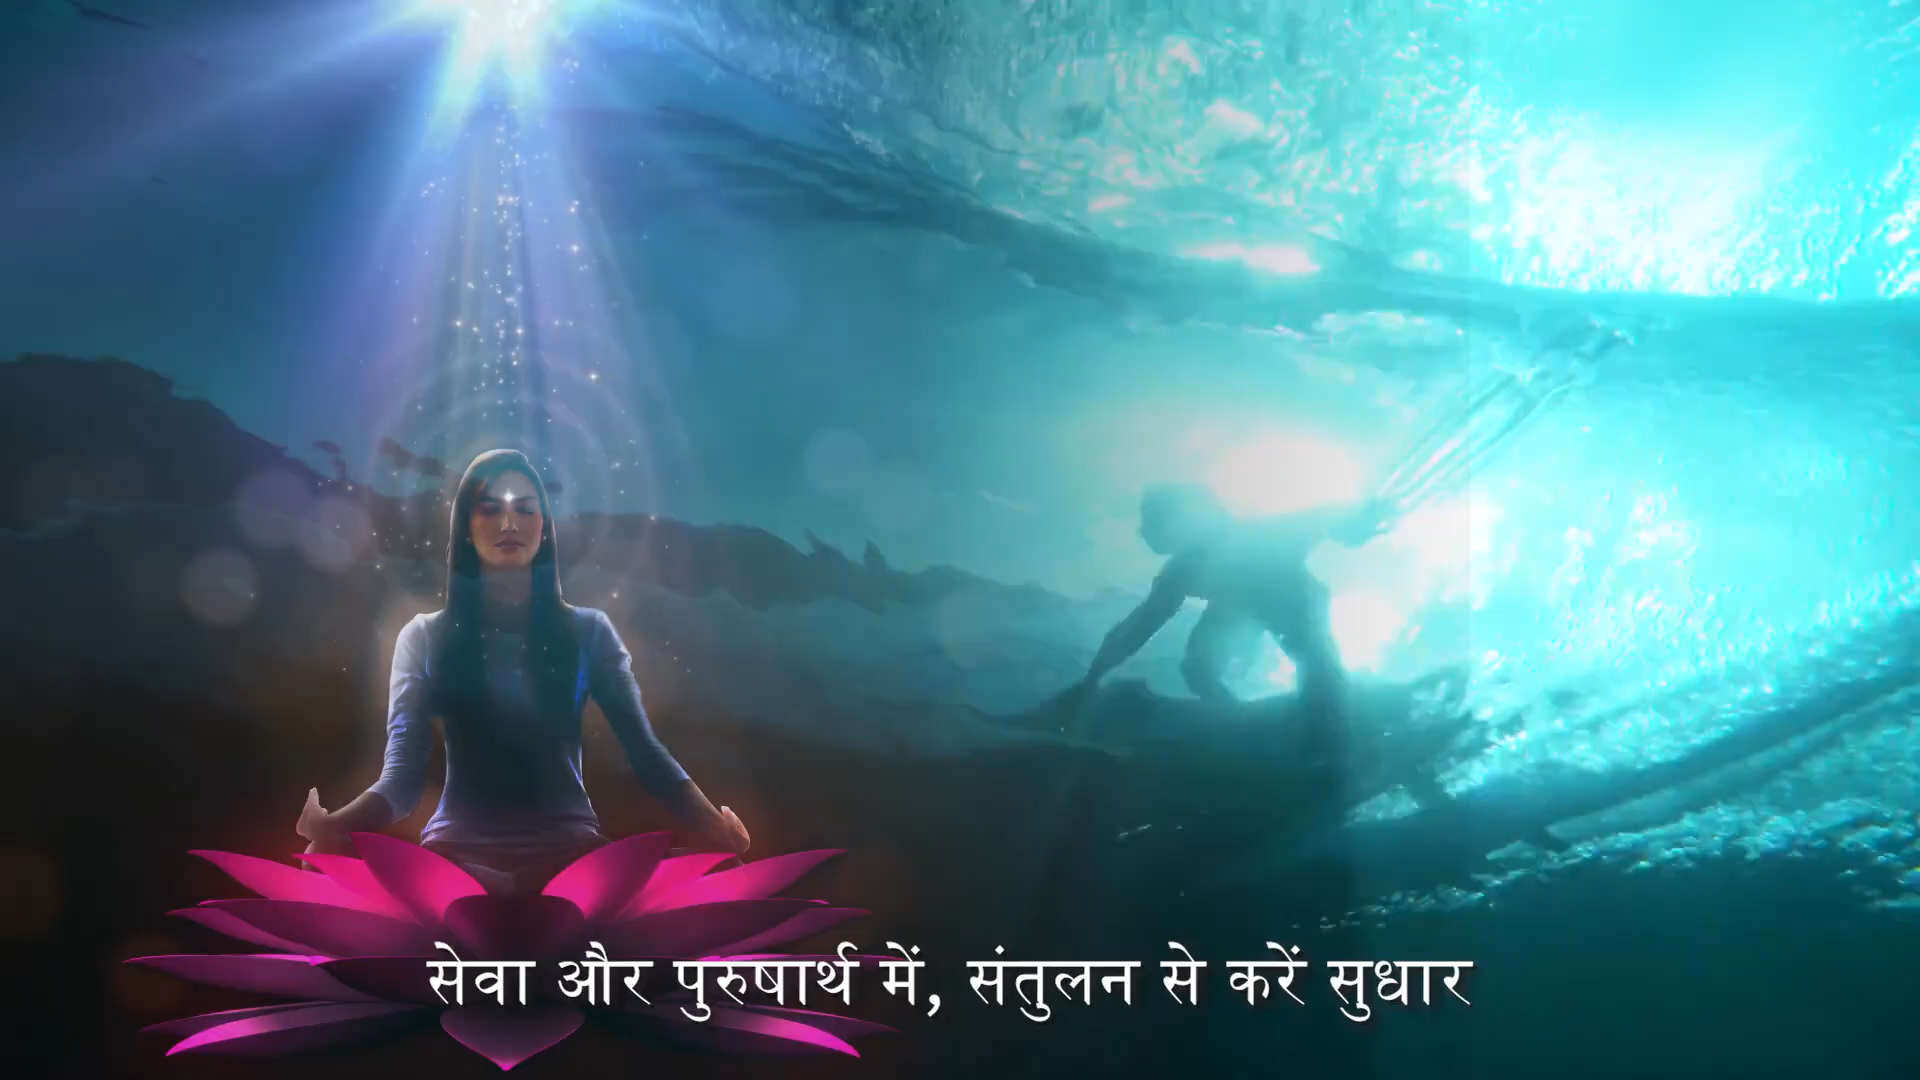 सेवा और पुरुषार्थ में, संतुलन से करें सुधार